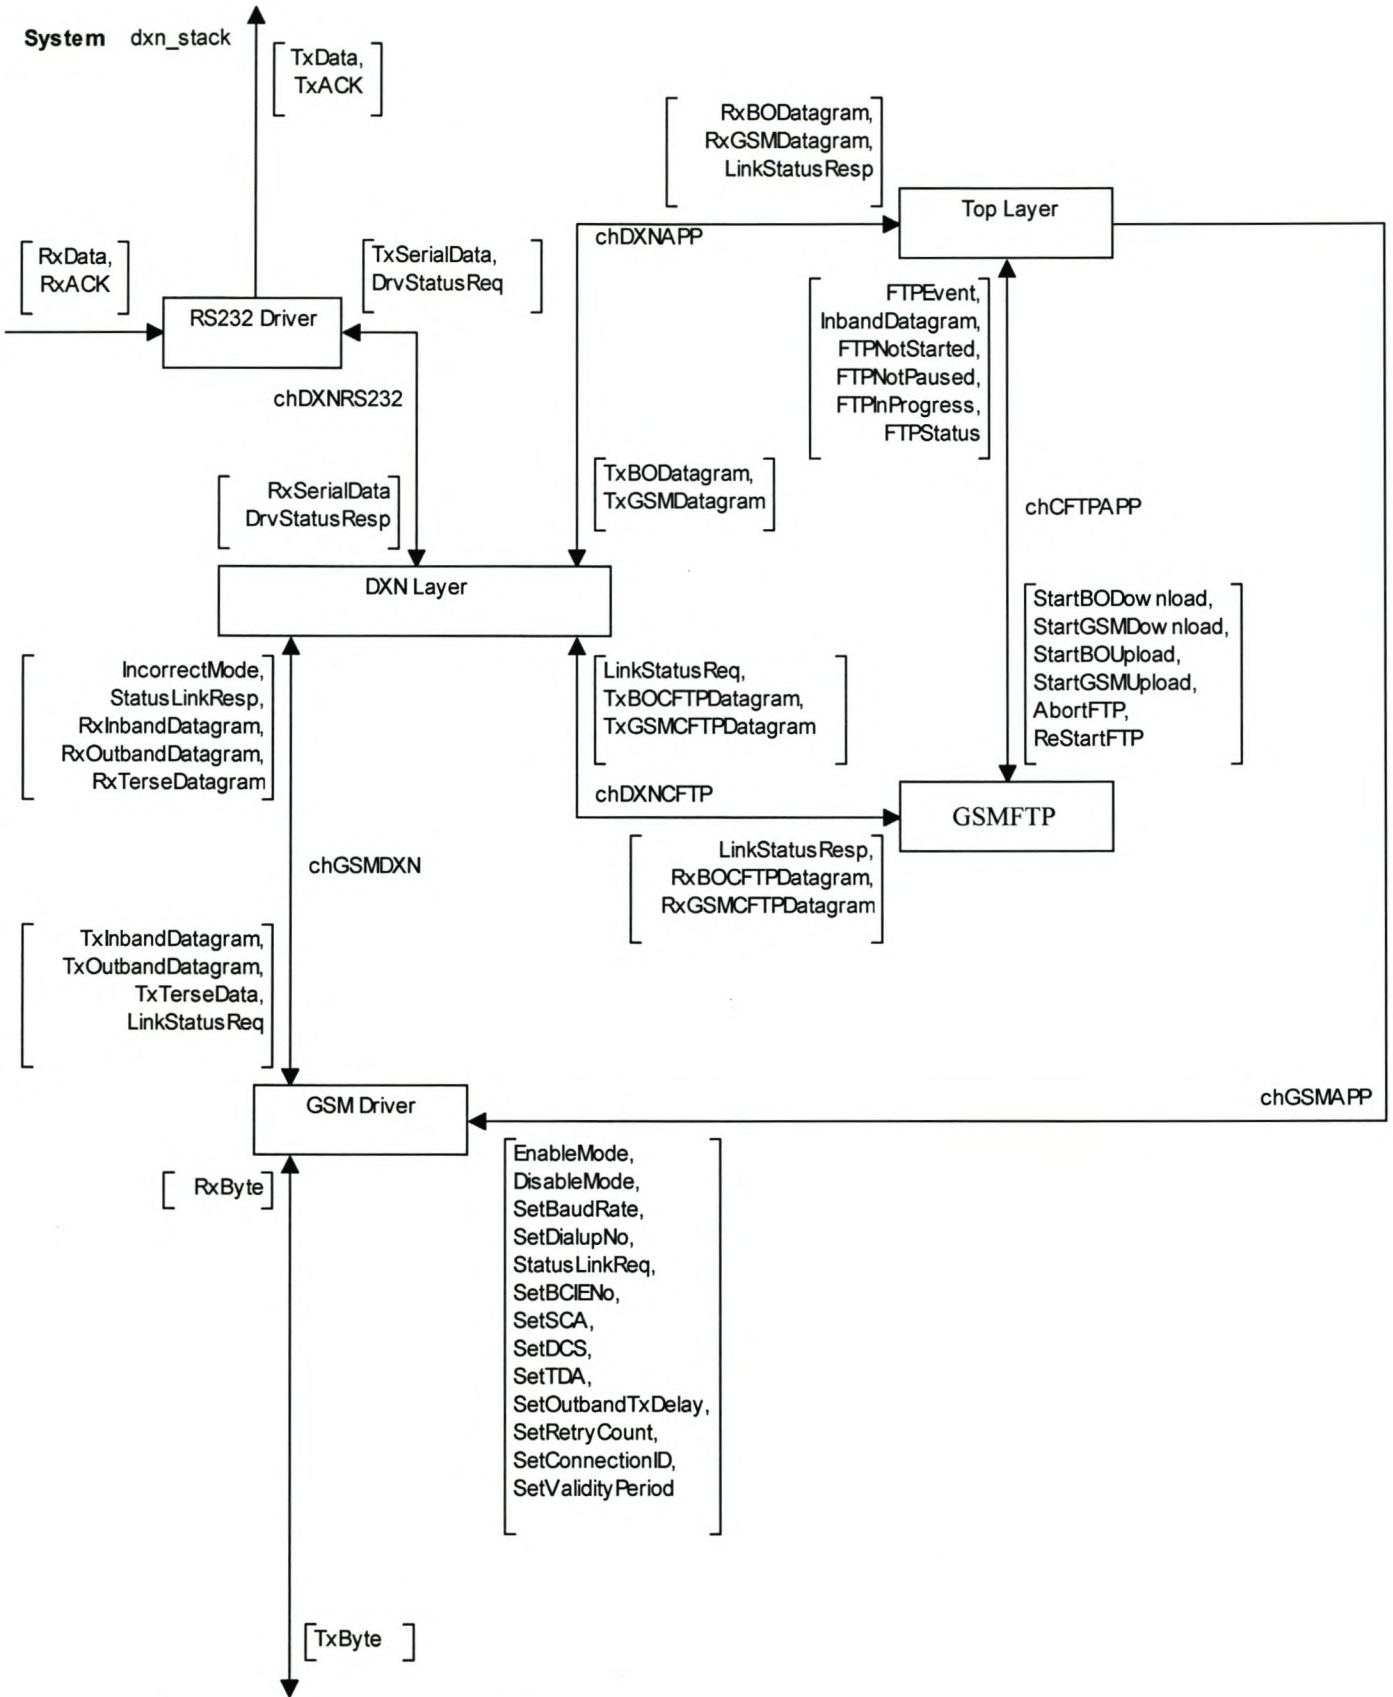 System dxn_stack
TxData,
TxACK
RxBODatagram,
RxGSMDatagram,
LinkStatusResp
Top Layer
chDXNAPP
RxData,
RxACK
TxSerialData,
DrvStatusReq
RS232 Driver
chDXNRS232
FTPEvent,
InbandDatagram,
FTPNotStarted,
FTPNotPaused,
FTPInProgress,
FTPStatus
RxSerialData
DrvStatusResp
TxBODatagram,
TxGSMDatagram
chCFTPAPP
DXN Layer
StartBODownload,
StartGSMDownload,
StartBOUpload,
StartGSMUpload,
AbortFTP,
ReStartFTP
IncorrectMode,
StatusLinkResp,
RxInbandDatagram,
RxOutbandDatagram,
RxTerseDatagram
LinkStatusReq,
TxBOCFTPDatagram,
TxGSMCFTPDatagram
chDXNCFTP
GSMFTP
chGSMDXN
LinkStatusResp,
RxBOCFTPDatagram,
RxGSMCFTPDatagram
TxInbandDatagram,
TxOutbandDatagram,
TxTerseData,
LinkStatusReq
GSM Driver
chGSMAPP
RxByte
EnableMode,
DisableMode,
SetBaudRate,
SetDialupNo,
StatusLinkReq,
SetBCIENo,
SetSCA,
SetDCS,
SetTDA,
SetOutbandTxDelay,
SetRetryCount,
SetConnectionID,
SetValidityPeriod
TxByte